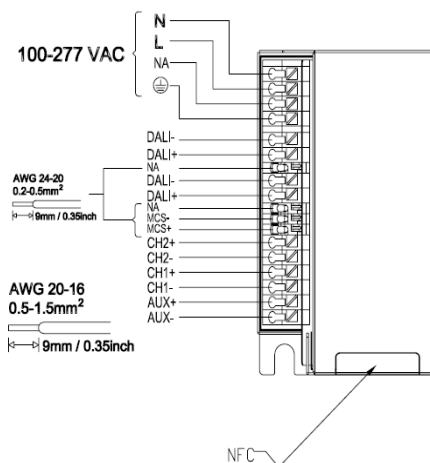 N
L
100-277 VAC
NA
DALI-
DALI+
NA
DALI-
DALI+
NA
MCS-
MCS+
CH2+
CH2-
CH1+
CH1-
AUX+
AUX-
AWG 24-20
0.2-0.5mm²
9mm / 0.35inch
AWG 20-16
0.5-1.5mm²
9mm / 0.35inch
NFC